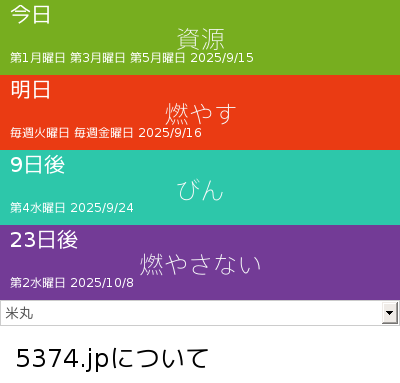 今日
資源
第1月曜日 第3月曜日 第5月曜日 2025/9/15
明日
燃やす
毎週火曜日 毎週金曜日 2025/9/16
9日後
びん
第4水曜日 2025/9/24
23日後
燃やさない
第2水曜日 2025/10/8
米丸
5374.jpについて